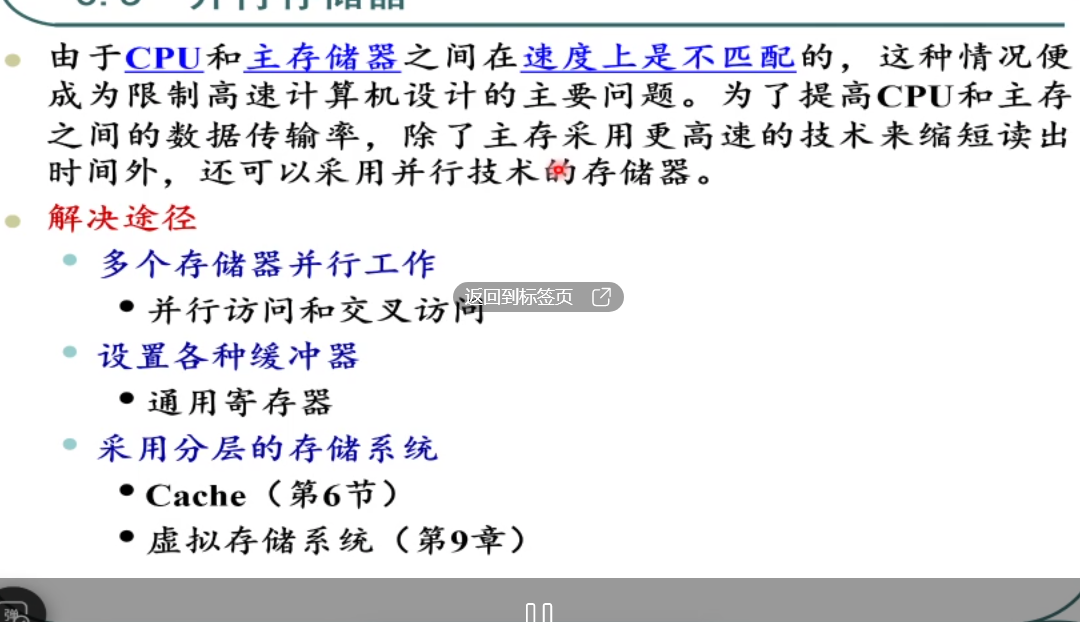 由于CPU和主存储器之间在速度上是不匹配的，这种情况便
成为限制高速计算机设计的主要问题。为了提高CPU和主存
之间的数据传输率，除了主存采用更高速的技术来缩短读出
时间外，还可以采用并行技术的存储器。
解决途径
多个存储器并行工作
返回到标签页
并行访问和交叉访问
设置各种缓冲器
通用寄存器
采用分层的存储系统
Cache（第6节）
虚拟存储系统（第9章）
弹